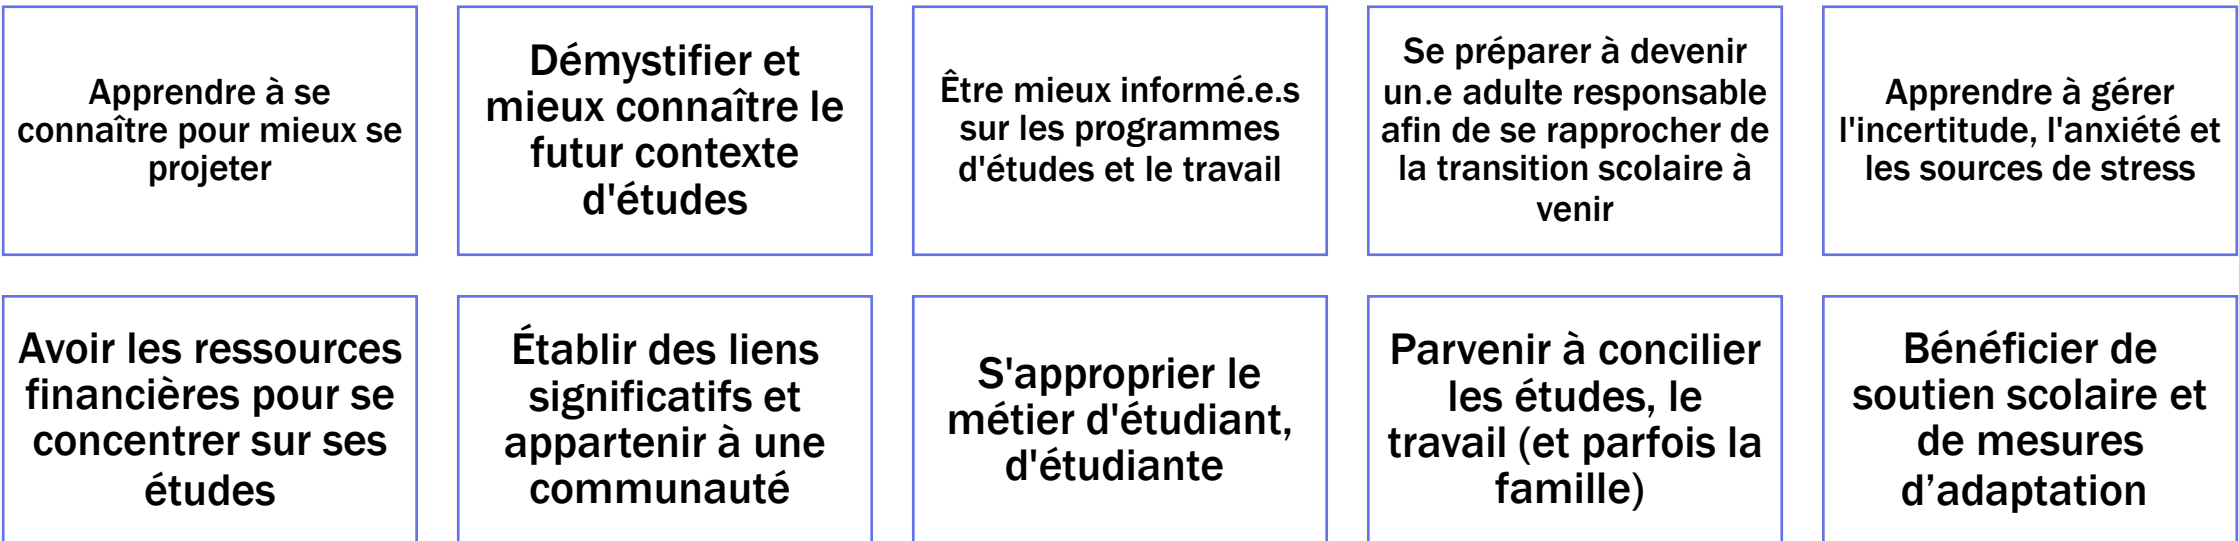 Apprendre à se
connaître pour mieux se
projeter
Démystifier et
mieux connaître le
futur contexte
d'études
Être mieux informé.e.s
sur les programmes
d'études et le travail
Se préparer à devenir
un.e adulte responsable
afin de se rapprocher de
la transition scolaire à
venir
Apprendre à gérer
l'incertitude, l'anxiété et
les sources de stress
Avoir les ressources
financières pour se
concentrer sur ses
études
Établir des liens
significatifs et
appartenir à une
communauté
S'approprier le
métier d'étudiant,
d'étudiante
Parvenir à concilier
les études, le
travail (et parfois la
famille)
Bénéficier de
soutien scolaire et
de mesures
d’adaptation